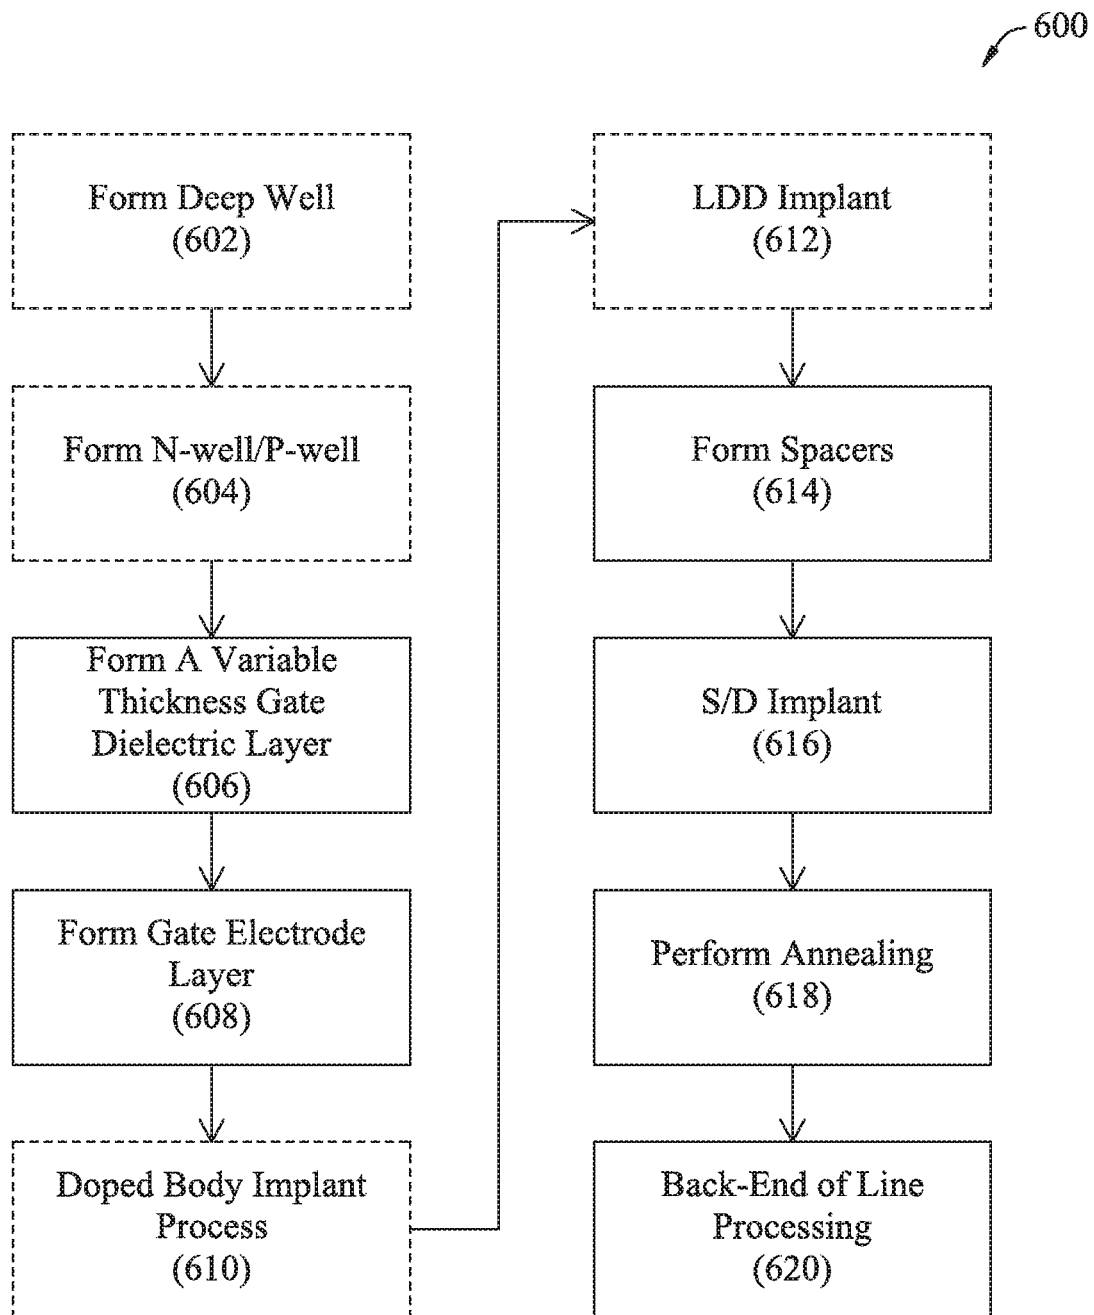 600
Form Deep Well
(602)
Form N-well/P-well
(604)
Form A Variable
Thickness Gate
Dielectric Layer
(606)
Form Gate Electrode
Layer
(608)
Doped Body Implant
Process
(610)
LDD Implant
(612)
Form Spacers
(614)
S/D Implant
(616)
Perform Annealing
(618)
Back-End of Line
Processing
(620)